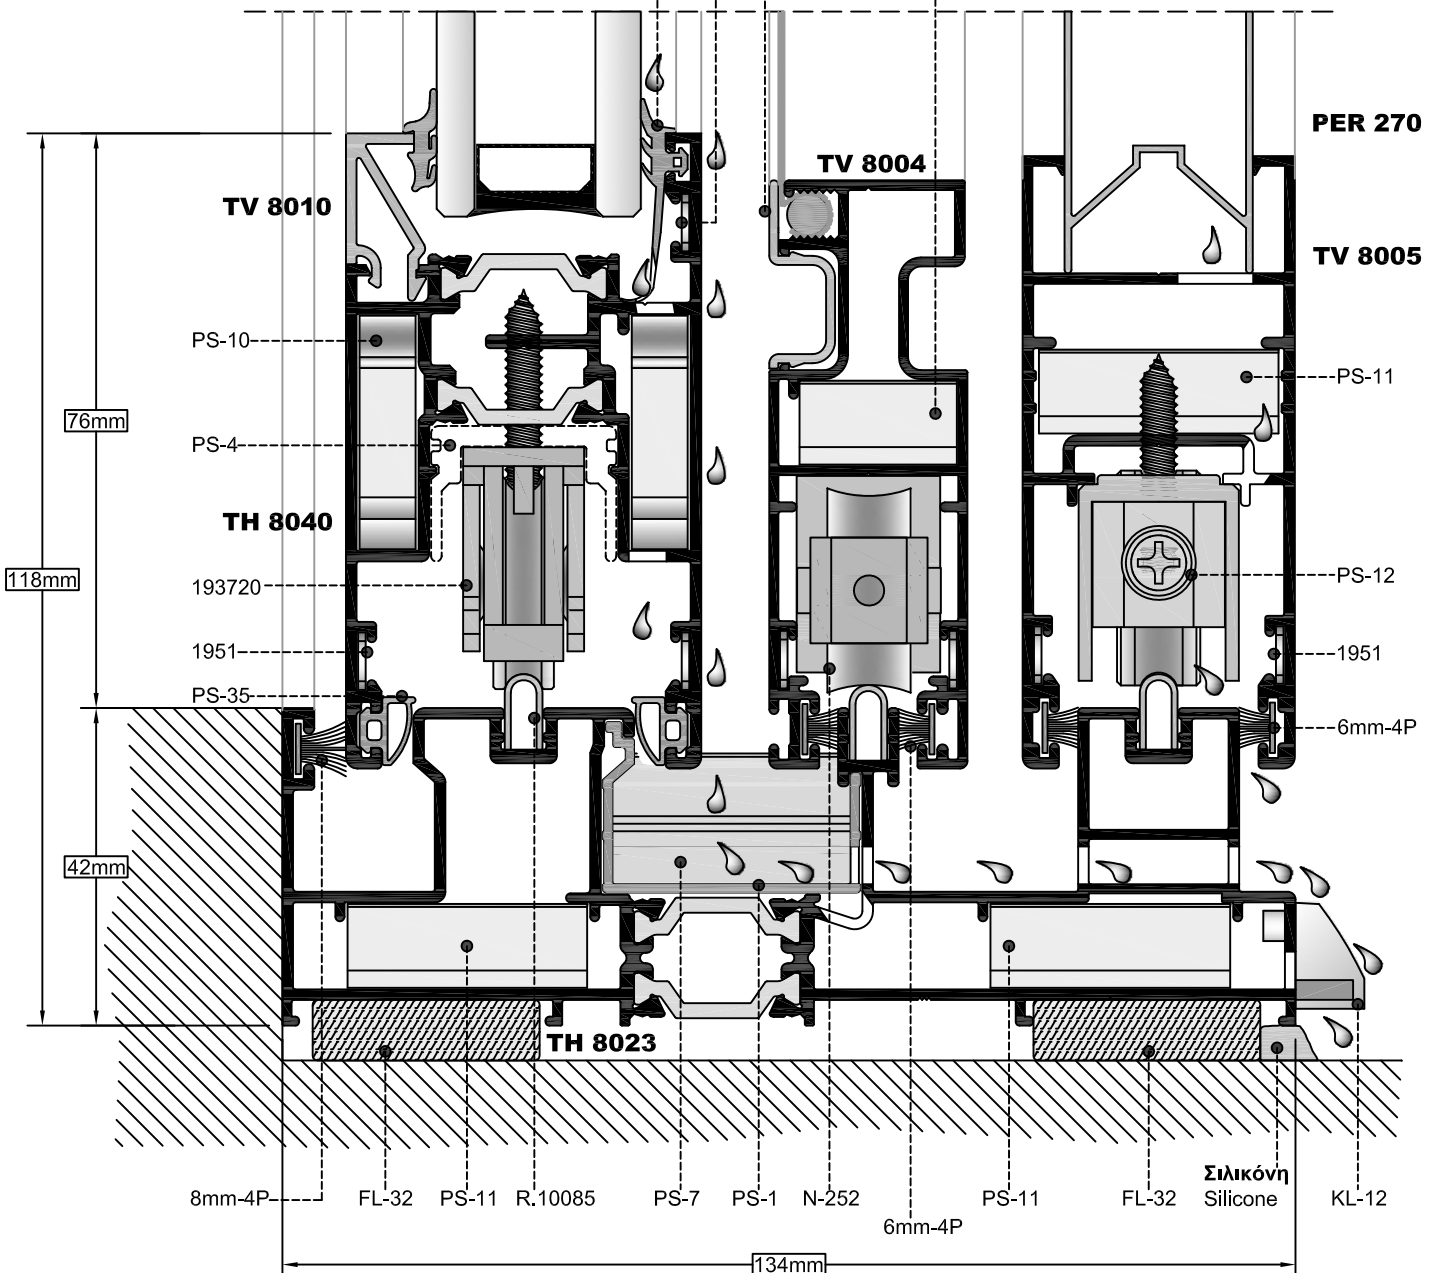 PER 270
TV 8004
TV 8010
TV 8005
PS-10
PS-11
76mm
PS-4
TH 8040
118mm
193720
PS-12
1951
1951
PS-35
6mm-4P
42mm
TH 8023
Σιλικόνη
8mm-4P
FL-32
PS-11
R.10085
PS-7
PS-1
N-252
PS-11
FL-32
Silicone
KL-12
6mm-4P
134mm